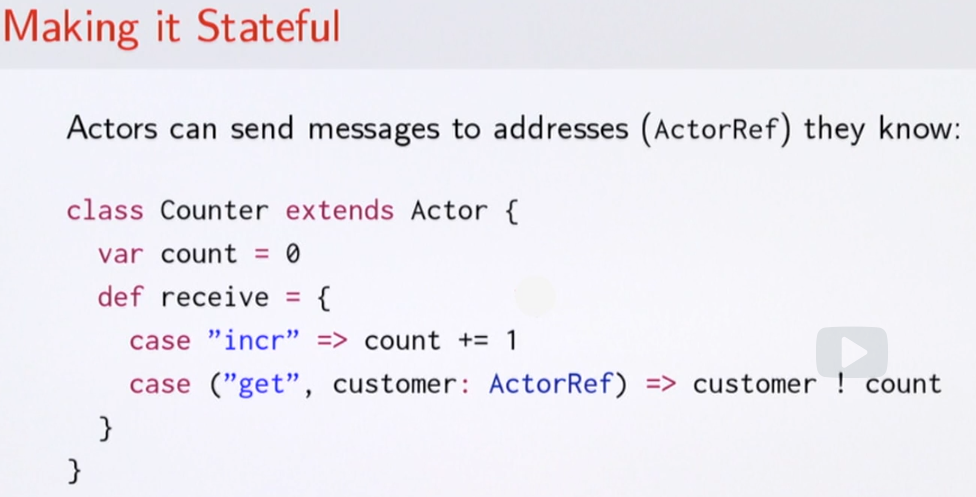 Making it Stateful
Actors can send messages to addresses (ActorRef) they know:
class Counter extends Actor {
  var count = 0
  def receive = {
    case ”incr” => count += 1
    case (”get”, customer: ActorRef) => customer ! count
  }
}